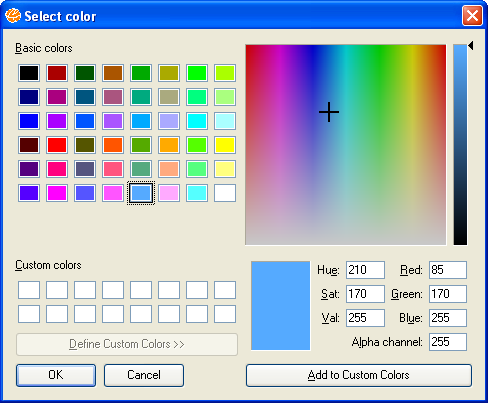 Select color
Basic colors
Custom colors
Define Custom Colors >>
OK Cancel
Hue: 210 Red: 85
Sat: 170 Green: 170
Val: 255 Blue: 255
Alpha channel: 255
Add to Custom Colors